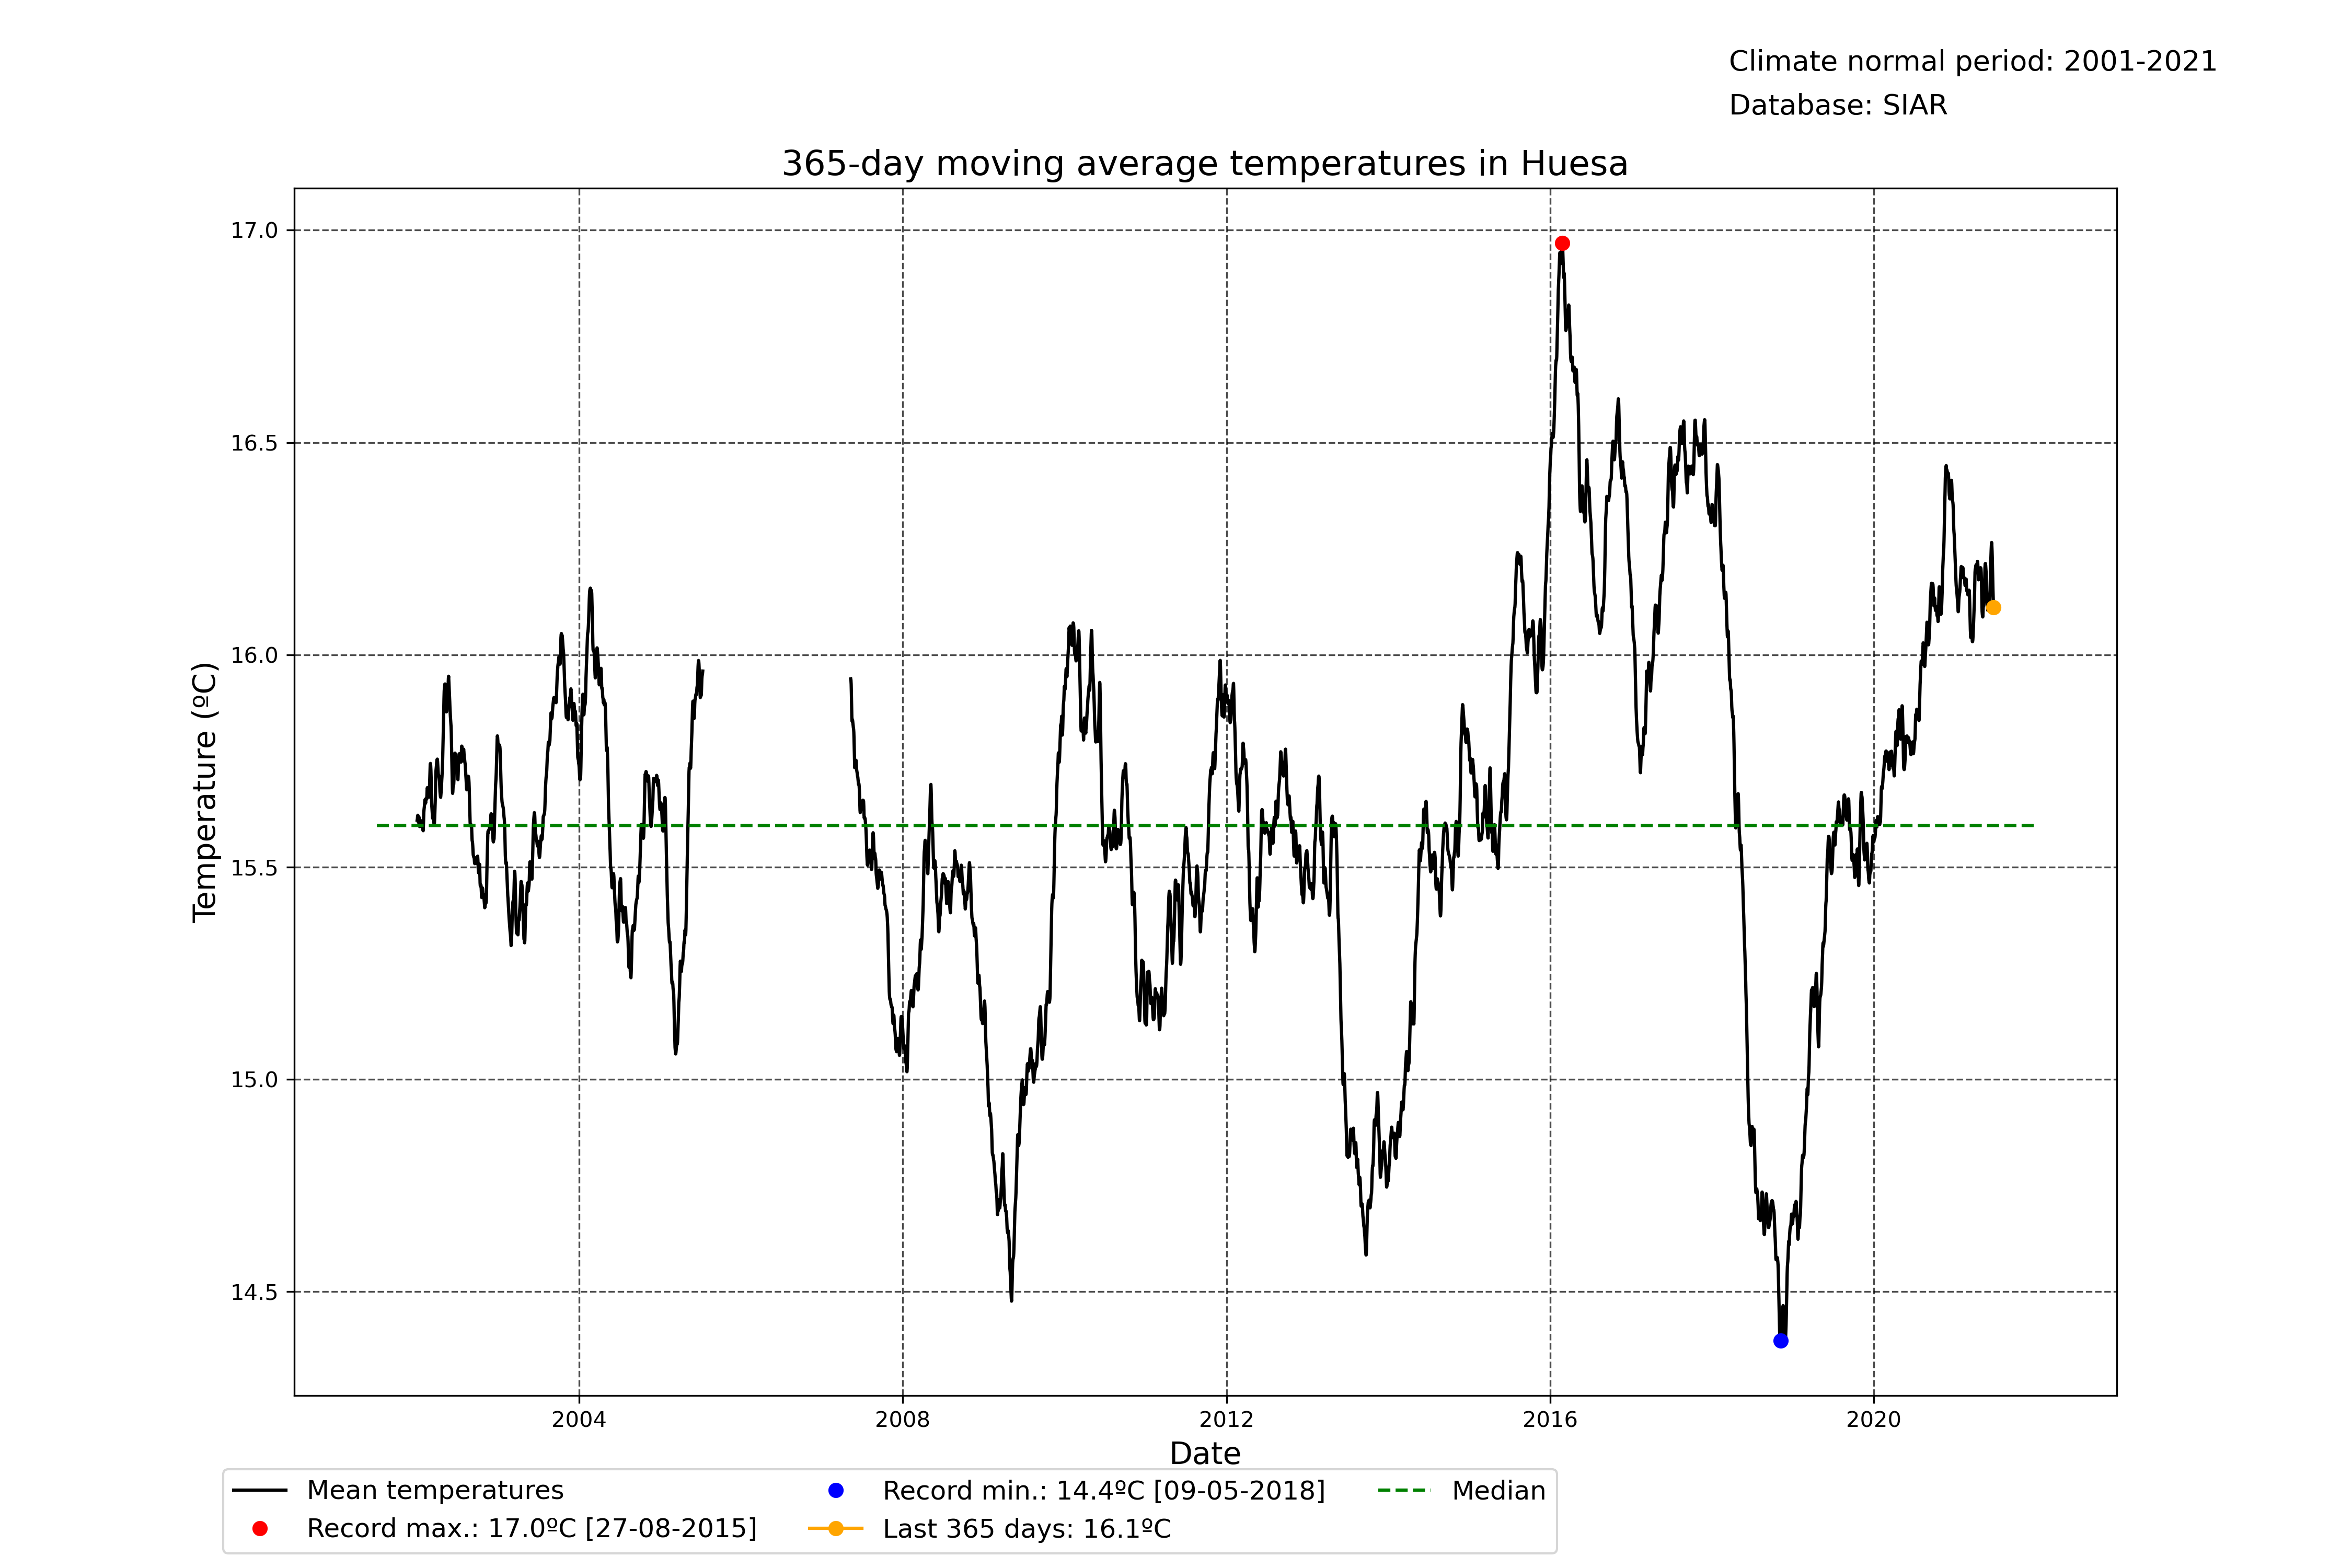 Climate normal period: 2001-2021
Database: SIAR
365-day moving average temperatures in Huesa
17.0
16.5
16.0
15.5
15.0
14.5
Temperature (ºC)
2004 2008 2012 2016 2020
Date
Mean temperatures
Record max.: 17.0ºC [27-08-2015]
Record min.: 14.4ºC [09-05-2018]
Last 365 days: 16.1ºC
Median